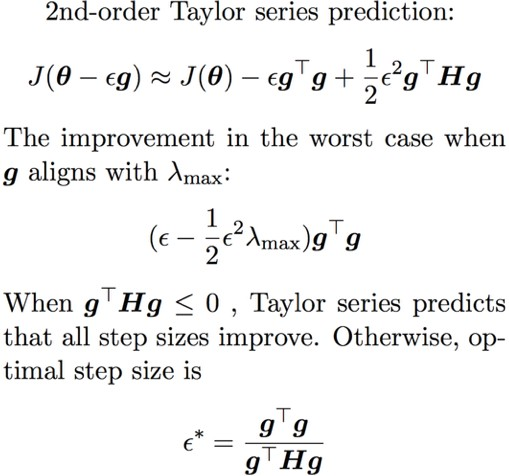 2nd-order Taylor series prediction:
J(θ − ϵg) ≈ J(θ) − ϵg⊤g + 1/2 ϵ²g⊤Hg
The improvement in the worst case when
g aligns with λmax:
(ϵ − 1/2 ϵ²λmax)g⊤g
When g⊤Hg ≤ 0 , Taylor series predicts
that all step sizes improve. Otherwise, op-
timal step size is
ϵ* = g⊤g / g⊤Hg